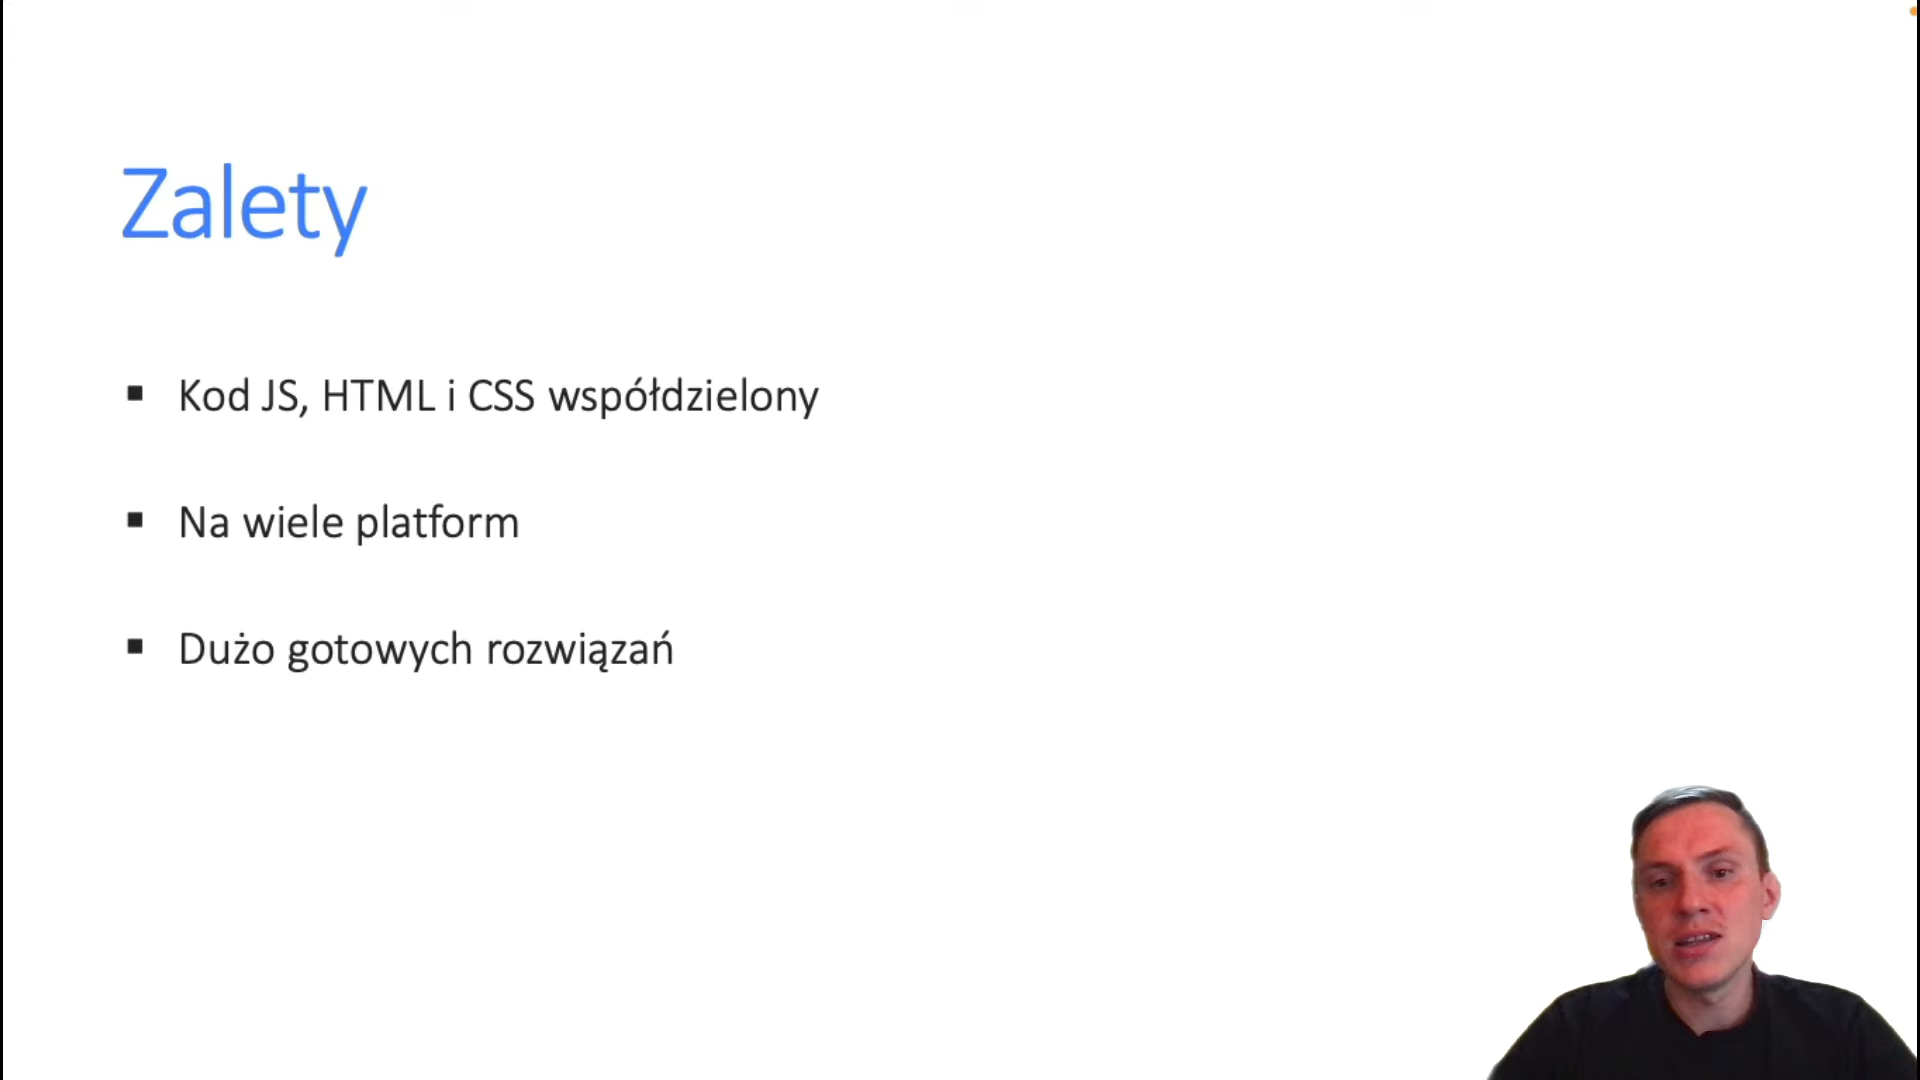 Zalety
Kod JS, HTML i CSS współdzielony
Na wiele platform
Dużo gotowych rozwiązań